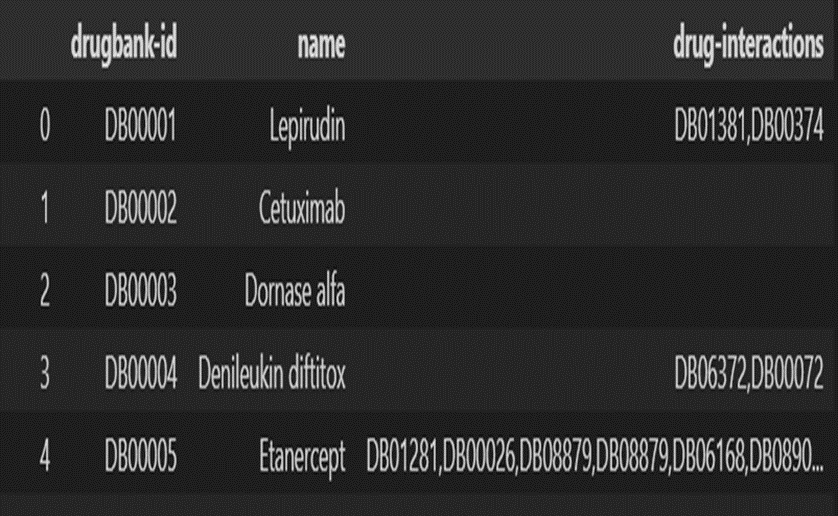 drugbank-id name drug-interactions
0 DB00001 Lepirudin DB01381,DB00374
1 DB00002 Cetuximab
2 DB00003 Dornase alfa
3 DB00004 Denileukin diftitox DB06372,DB00072
4 DB00005 Etanercept DB01281,DB00026,DB08879,DB08879,DB06168,DB0890...